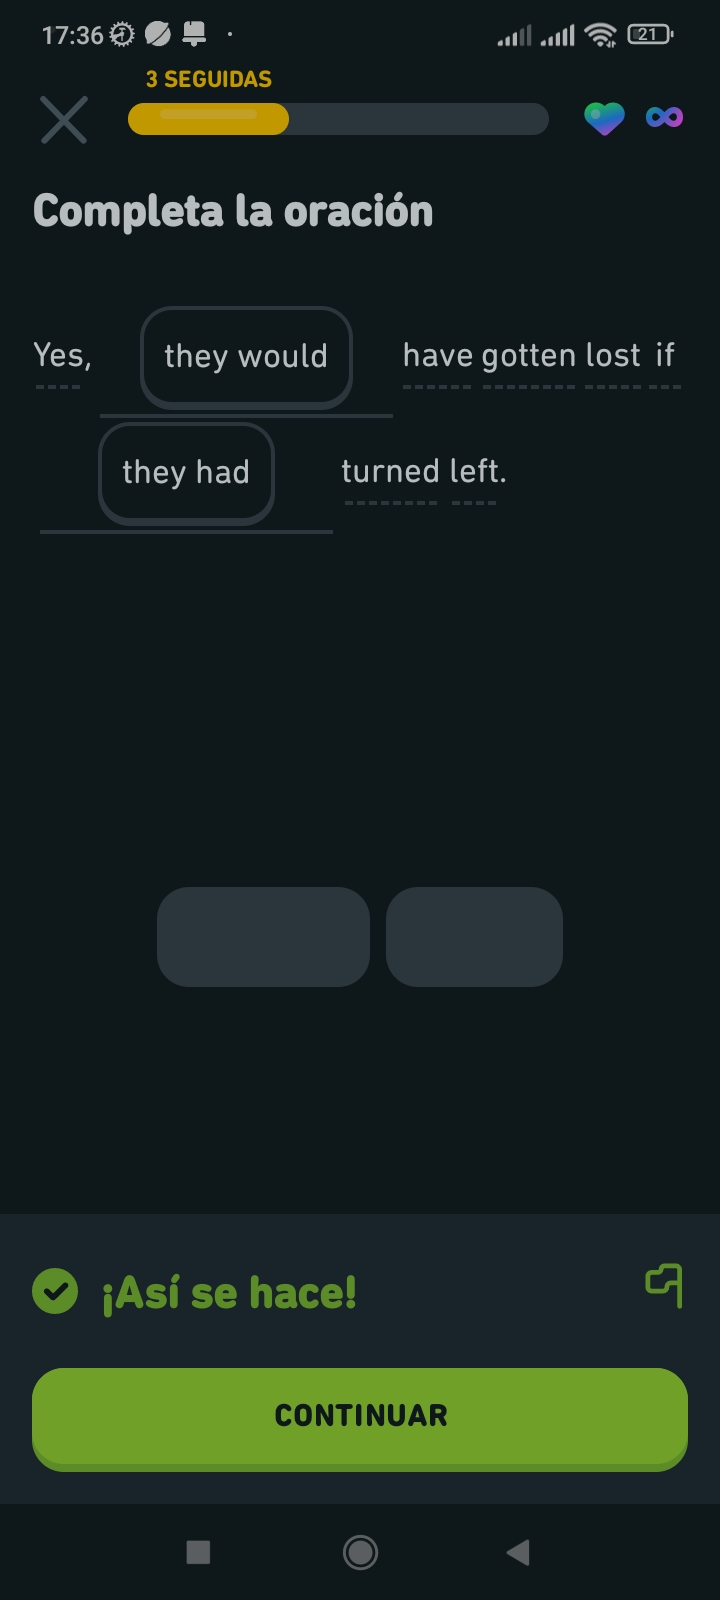 17:36
21
3 SEGUIDAS
Completa la oración
Yes, they would have gotten lost if
they had turned left.
¡Así se hace!
CONTINUAR